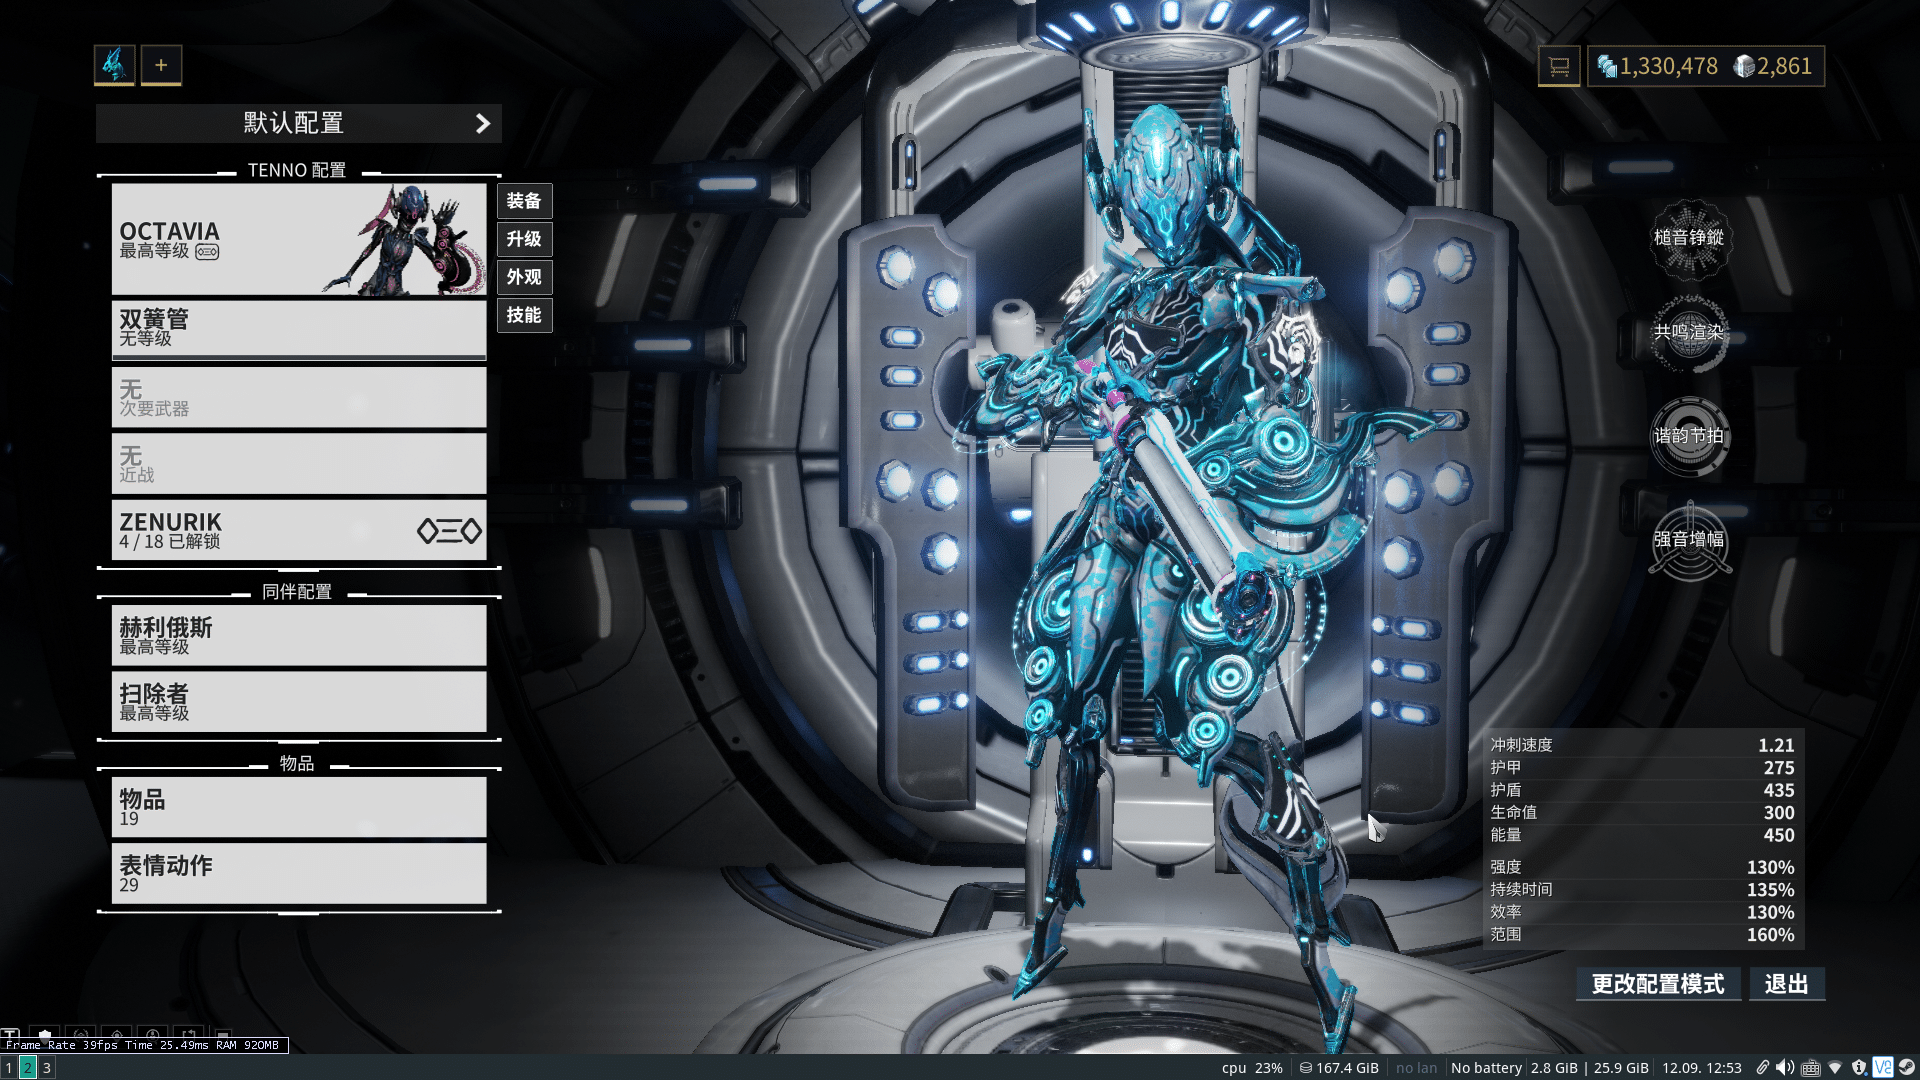 +
1,330,478 2,861
默认配置
TENNO 配置
OCTAVIA
最高等级
装备
升级
外观
技能
双簧管
无等级
无
次要武器
无
近战
ZENURIK
4 / 18 已解锁
同伴配置
赫利俄斯
最高等级
扫除者
最高等级
物品
物品
19
表情动作
29
槌音铮鏦
共鸣渲染
谐韵节拍
强音增幅
冲刺速度 1.21
护甲 275
护盾 435
生命值 300
能量 450
强度 130%
持续时间 135%
效率 130%
范围 160%
更改配置模式 退出
Frame Rate 39fps Time 25.49ms RAM 920MB
1 2 3 cpu 23% 167.4 GiB no lan No battery 2.8 GiB | 25.9 GiB 12.09. 12:53